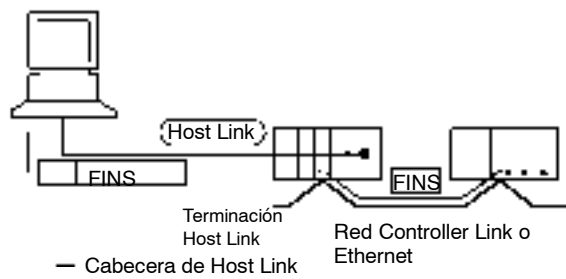 Host Link
FINS
FINS
Terminación
Host Link
Red Controller Link o
Ethernet
Cabecera de Host Link